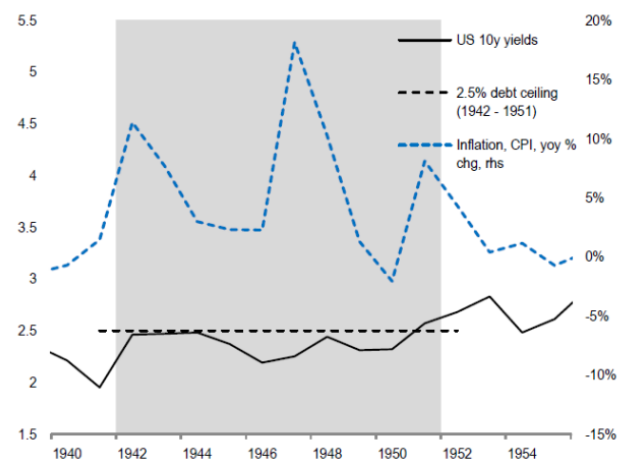 5.5
5
4.5
4
3.5
3
2.5
2
1.5
20%
15%
10%
5%
0%
-5%
-10%
-15%
US 10y yields
2.5% debt ceiling
(1942 - 1951)
Inflation, CPI, yoy %
chg, rhs
1940 1942 1944 1946 1948 1950 1952 1954